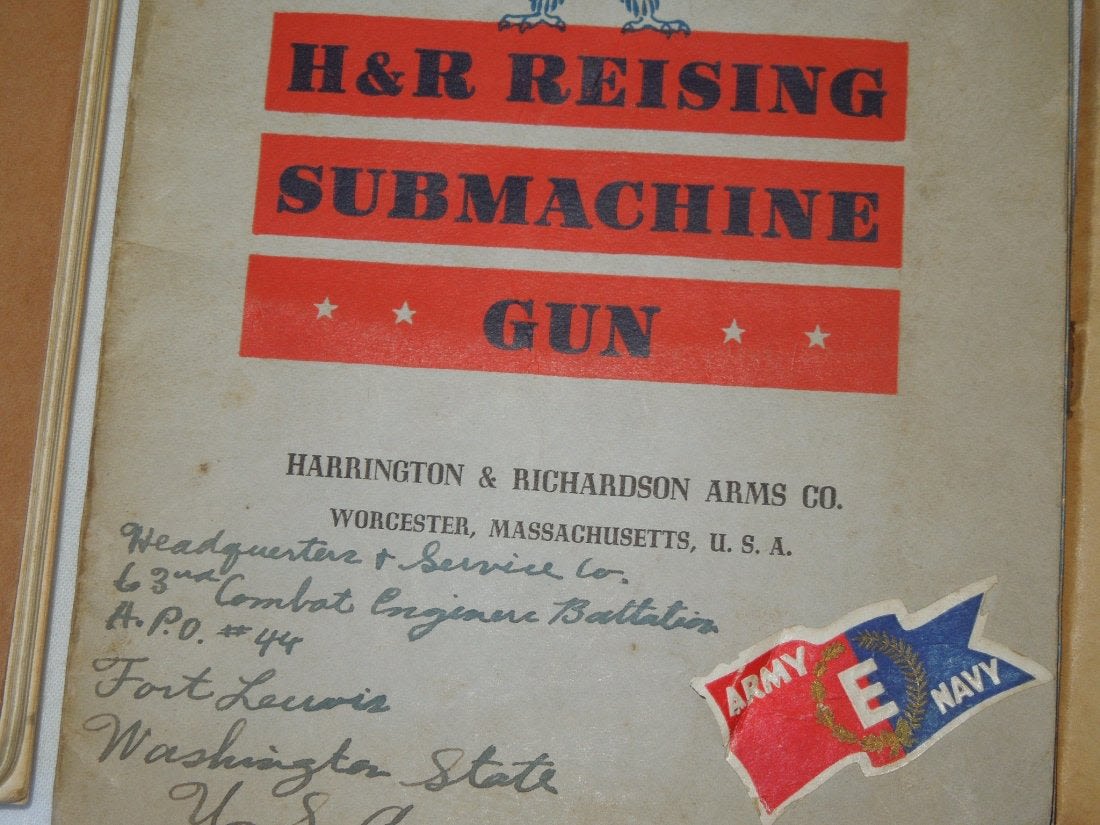 H&R REISING
SUBMACHINE
GUN
HARRINGTON & RICHARDSON ARMS CO.
WORCESTER, MASSACHUSETTS, U. S. A.
Headquarters & Service Co.
63rd Combat Engineer Battalion
A.P.O. #44
Fort Lewis
Washington State
U S A
ARMY E NAVY